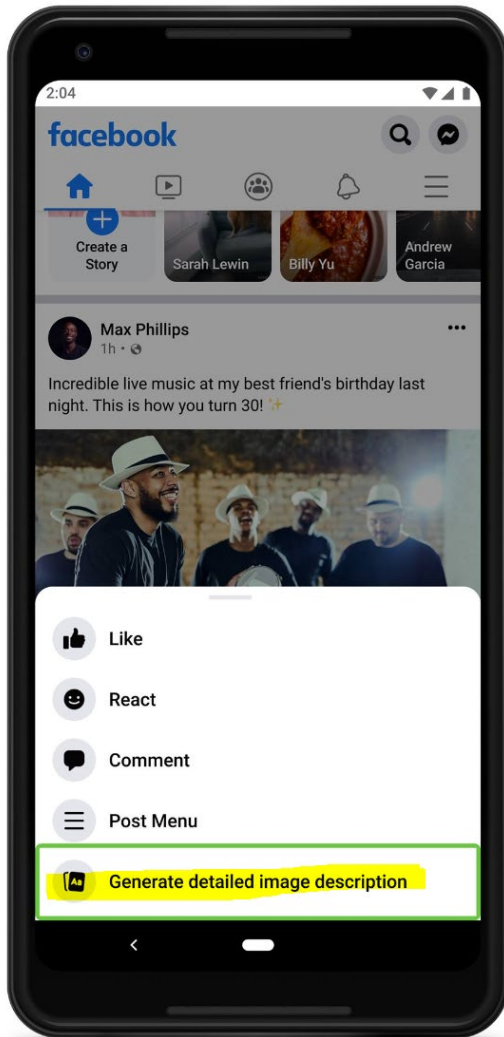 2:04
facebook
Create a
Story
Sarah Lewin
Billy Yu
Andrew
Garcia
Max Phillips
1h •
Incredible live music at my best friend's birthday last
night. This is how you turn 30! ✨
Like
React
Comment
Post Menu
Generate detailed image description